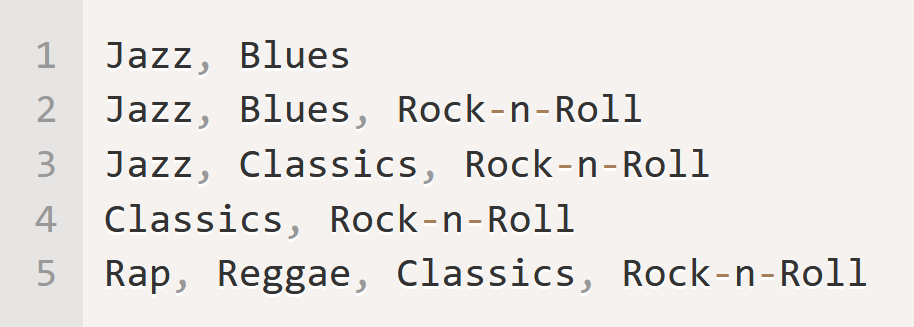 1 Jazz, Blues
2 Jazz, Blues, Rock-n-Roll
3 Jazz, Classics, Rock-n-Roll
4 Classics, Rock-n-Roll
5 Rap, Reggae, Classics, Rock-n-Roll